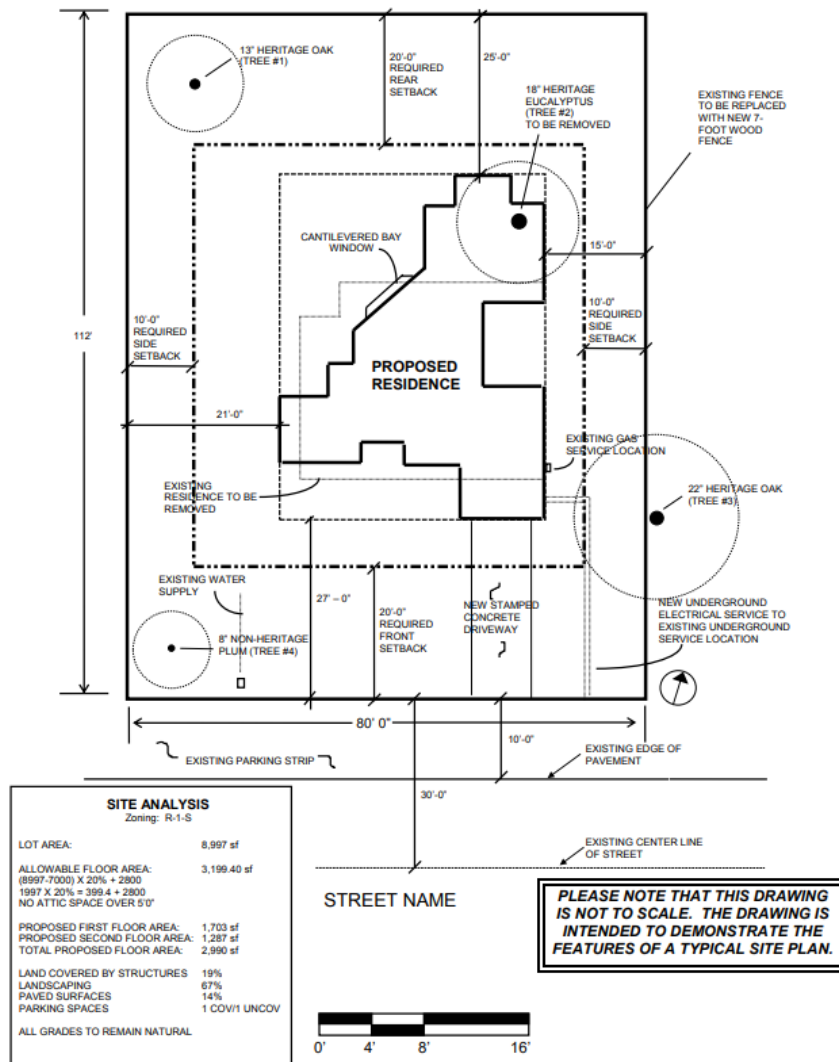 13" HERITAGE OAK
(TREE #1)
20'-0"
REQUIRED
REAR
SETBACK
25'-0"
18" HERITAGE
EUCALYPTUS
(TREE #2)
TO BE REMOVED
EXISTING FENCE
TO BE REPLACED
WITH NEW 7-
FOOT WOOD
FENCE
CANTILEVERED BAY
WINDOW
15'-0"
112'
10'-0"
REQUIRED
SIDE
SETBACK
10'-0"
REQUIRED
SIDE
SETBACK
PROPOSED
RESIDENCE
21'-0"
EXISTING GAS
SERVICE LOCATION
EXISTING
RESIDENCE TO BE
REMOVED
22" HERITAGE OAK
(TREE #3)
EXISTING WATER
SUPPLY
27' – 0"
20'-0"
REQUIRED
FRONT
SETBACK
NEW STAMPED
CONCRETE
DRIVEWAY
NEW UNDERGROUND
ELECTRICAL SERVICE TO
EXISTING UNDERGROUND
SERVICE LOCATION
8" NON-HERITAGE
PLUM (TREE #4)
80' 0"
10'-0"
EXISTING PARKING STRIP
EXISTING EDGE OF
PAVEMENT
30'-0"
EXISTING CENTER LINE
OF STREET
STREET NAME
SITE ANALYSIS
Zoning: R-1-S
LOT AREA: 8,997 sf
ALLOWABLE FLOOR AREA: 3,199.40 sf
(8997-7000) X 20% + 2800
1997 X 20% = 399.4 + 2800
NO ATTIC SPACE OVER 5'0"
PROPOSED FIRST FLOOR AREA: 1,703 sf
PROPOSED SECOND FLOOR AREA: 1,287 sf
TOTAL PROPOSED FLOOR AREA: 2,990 sf
LAND COVERED BY STRUCTURES 19%
LANDSCAPING 67%
PAVED SURFACES 14%
PARKING SPACES 1 COV/1 UNCOV
ALL GRADES TO REMAIN NATURAL
PLEASE NOTE THAT THIS DRAWING
IS NOT TO SCALE. THE DRAWING IS
INTENDED TO DEMONSTRATE THE
FEATURES OF A TYPICAL SITE PLAN.
0' 4' 8' 16'